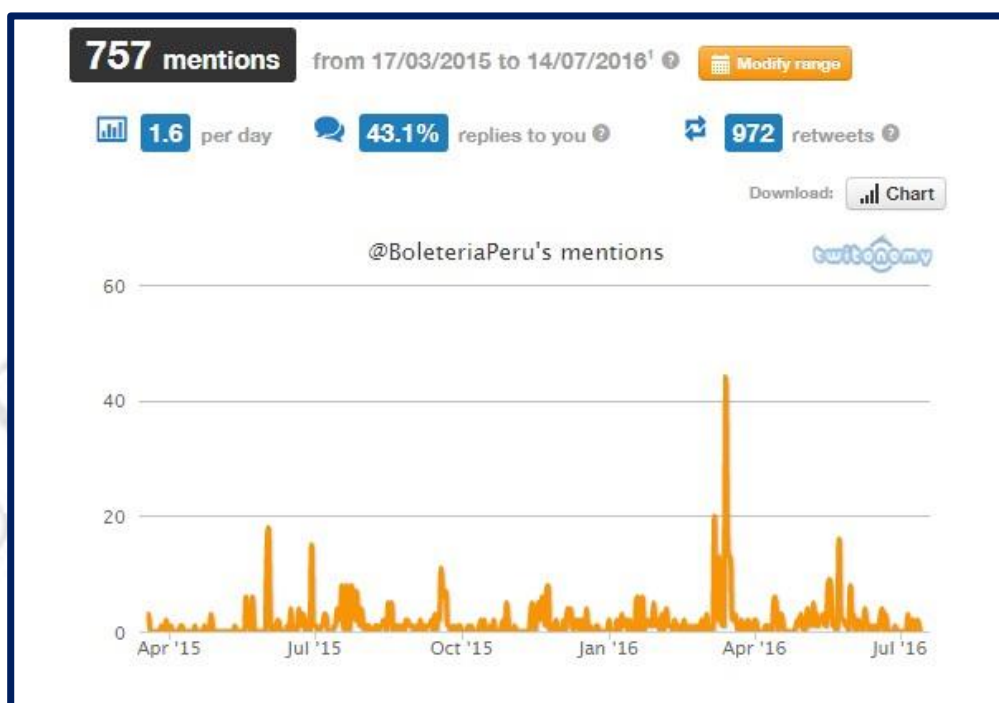 757 mentions from 17/03/2015 to 14/07/2016¹ ? Modify range
1.6 per day 43.1% replies to you ? 972 retweets ?
Download: Chart
@BoleteriaPeru's mentions twitonomy
60
40
20
0
Apr '15 Jul '15 Oct '15 Jan '16 Apr '16 Jul '16